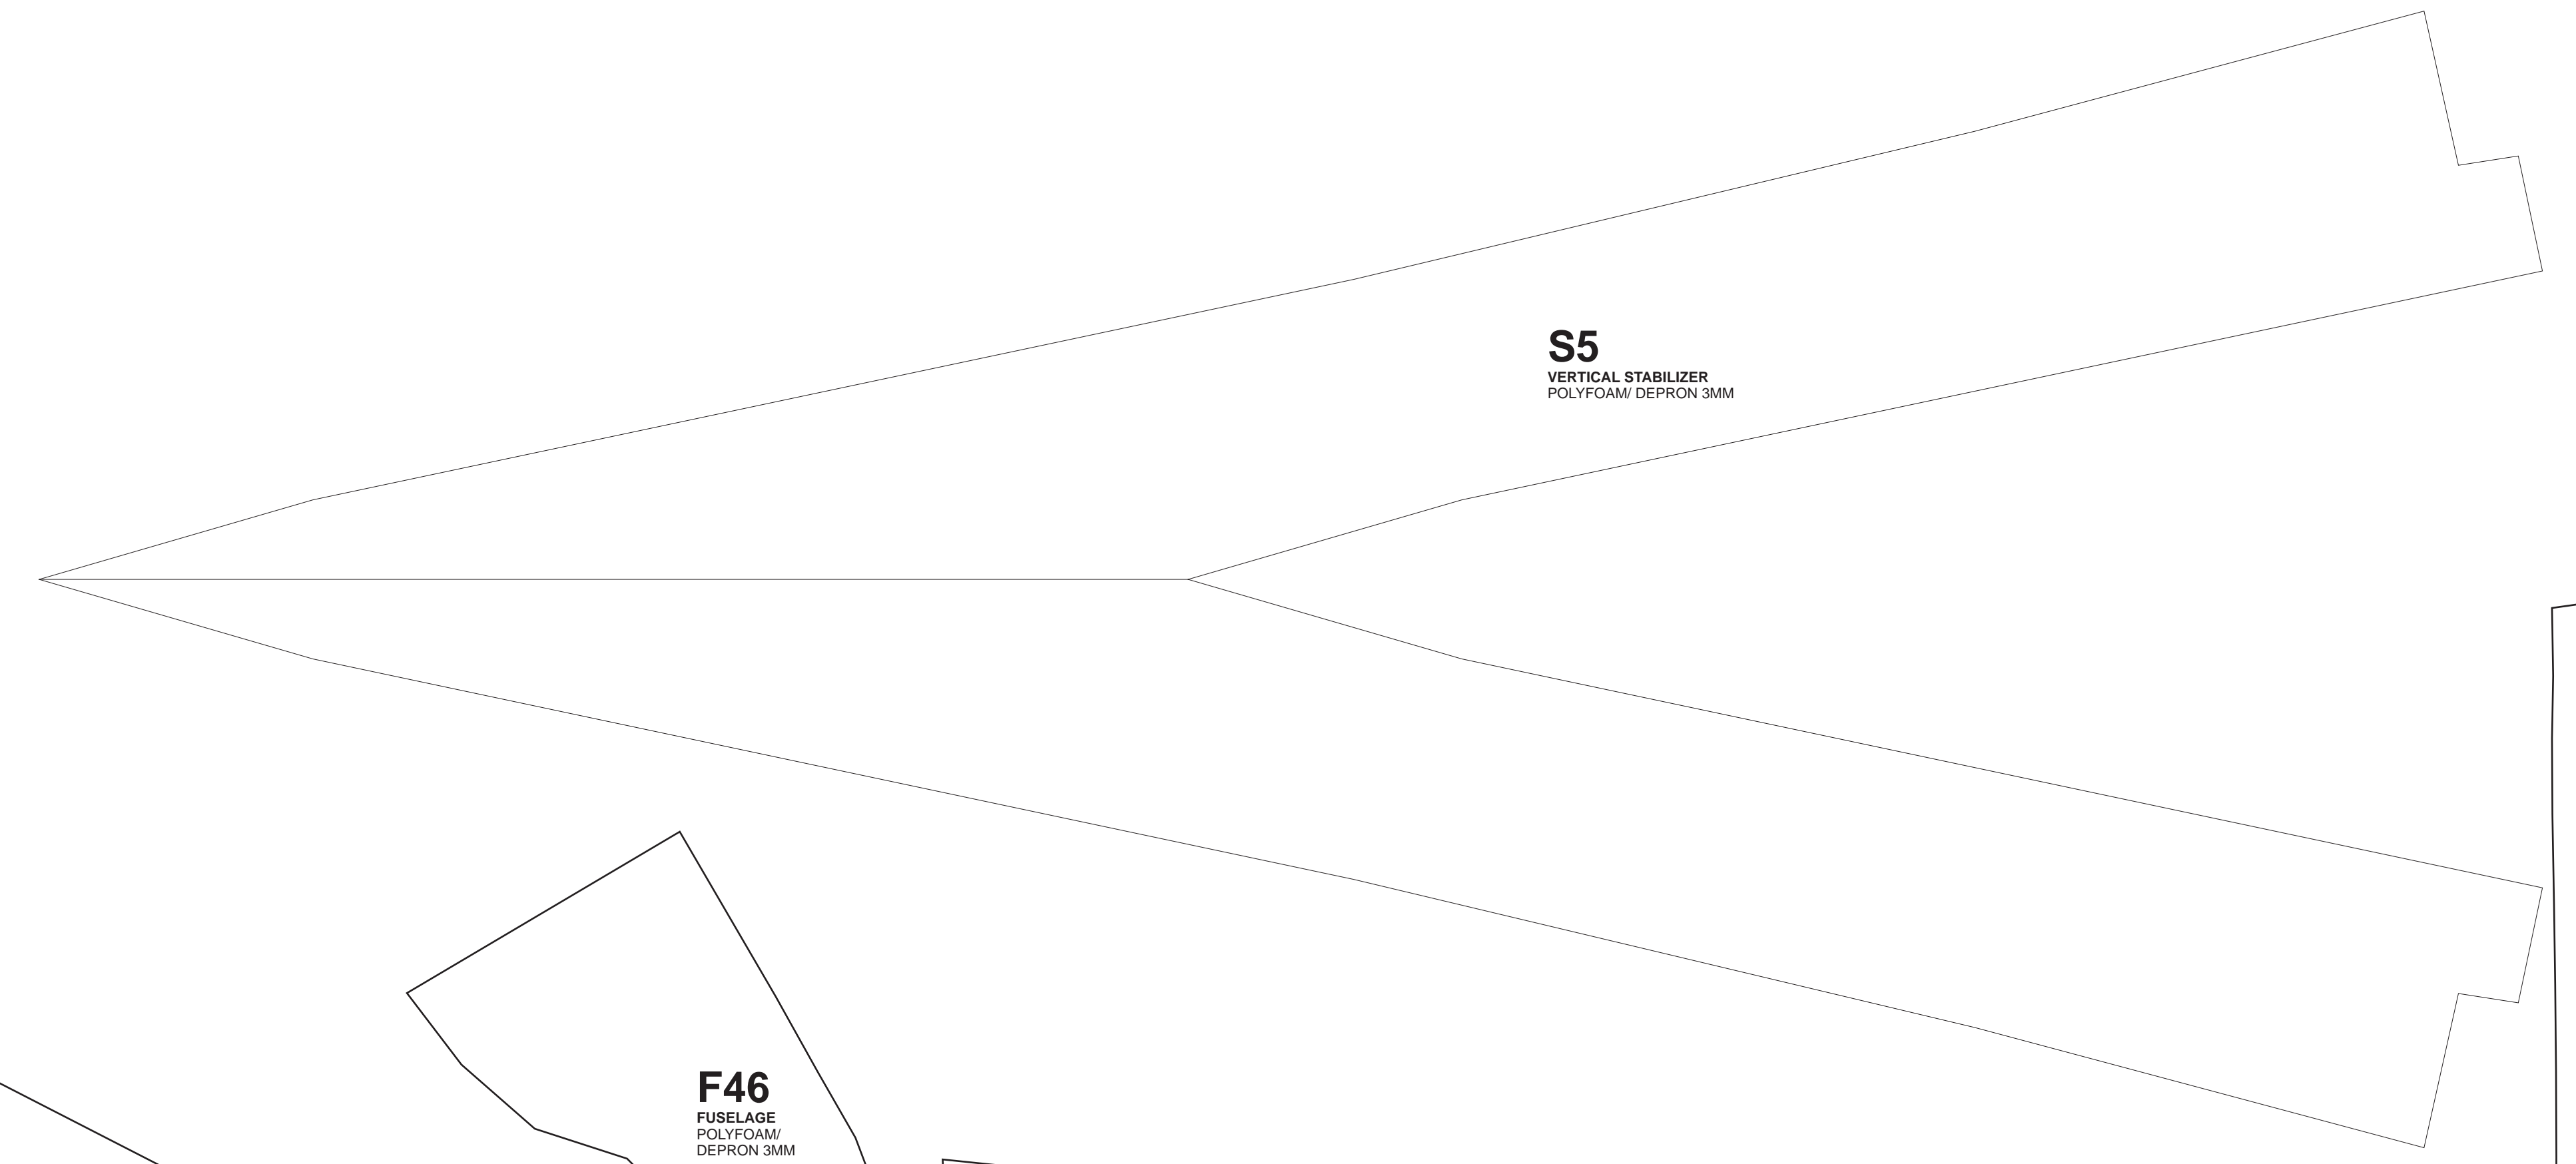 S5
VERTICAL STABILIZER
POLYFOAM/ DEPRON 3MM
F46
FUSELAGE
POLYFOAM/
DEPRON 3MM